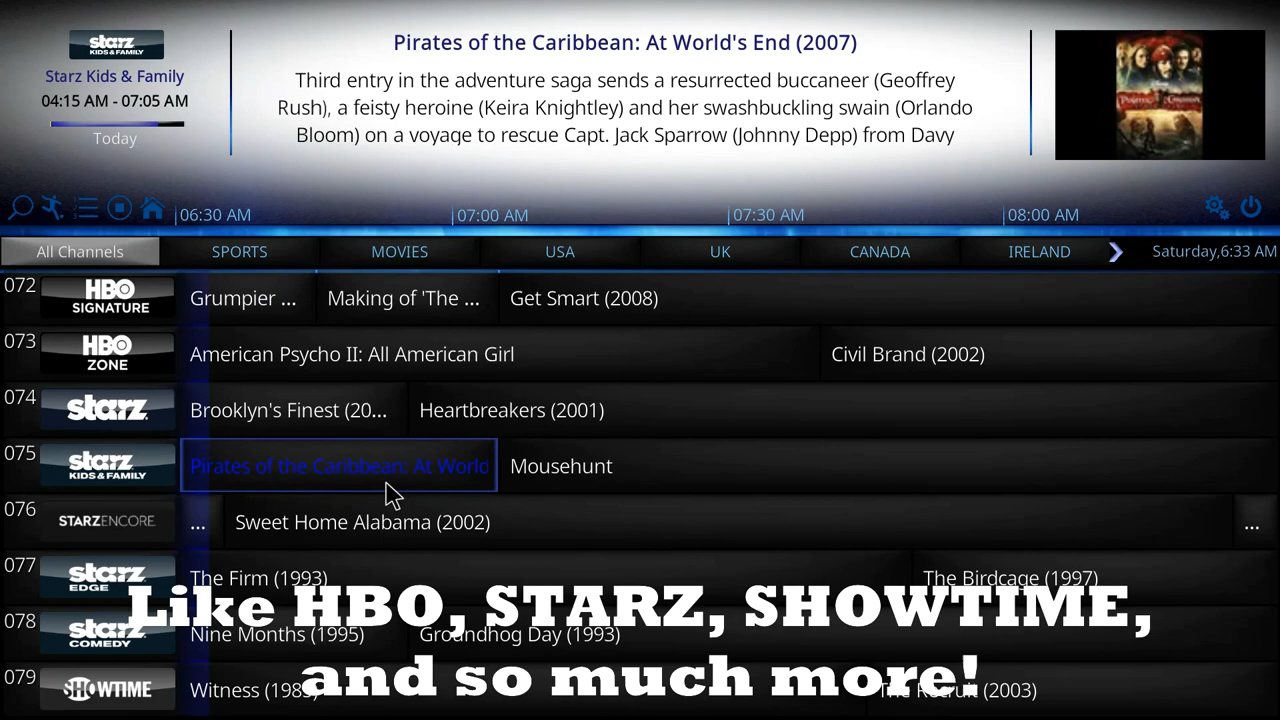 starz
KIDS & FAMILY
Starz Kids & Family
04:15 AM - 07:05 AM
Today
Pirates of the Caribbean: At World's End (2007)
Third entry in the adventure saga sends a resurrected buccaneer (Geoffrey
Rush), a feisty heroine (Keira Knightley) and her swashbuckling swain (Orlando
Bloom) on a voyage to rescue Capt. Jack Sparrow (Johnny Depp) from Davy
06:30 AM 07:00 AM 07:30 AM 08:00 AM
All Channels SPORTS MOVIES USA UK CANADA IRELAND Saturday,6:33 AM
072 HBO SIGNATURE Grumpier ... Making of 'The ... Get Smart (2008)
073 HBO ZONE American Psycho II: All American Girl Civil Brand (2002)
074 starz Brooklyn's Finest (20... Heartbreakers (2001)
075 starz KIDS & FAMILY Pirates of the Caribbean: At World Mousehunt
076 STARZENCORE ... Sweet Home Alabama (2002) ...
077 starz EDGE The Firm (1993) The Birdcage (1997)
078 starz COMEDY Nine Months (1995) Groundhog Day (1993)
079 SHOWTIME Witness (1985) The Recruit (2003)
Like HBO, STARZ, SHOWTIME,
and so much more!